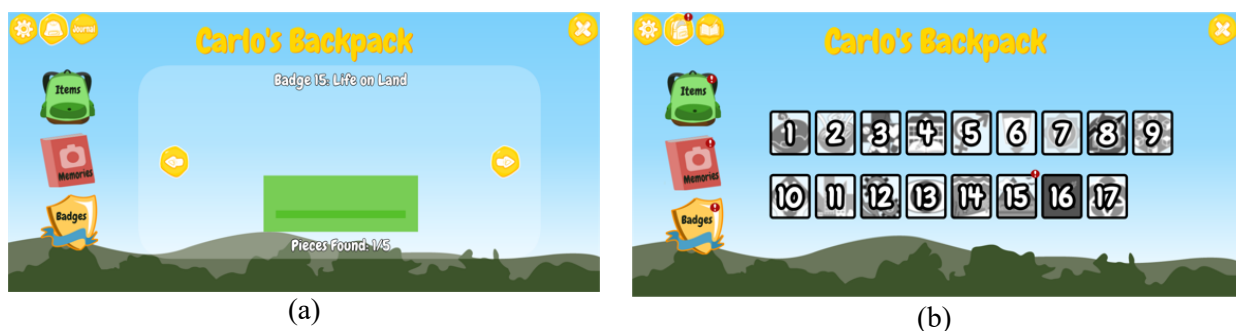 Journal
Carlo's Backpack
Items
Badge 15: Life on Land
Memories
Badges
Pieces Found: 1/5
(a)
Carlo's Backpack
!
Items !
Memories !
Badges !
1 2 3 4 5 6 7 8 9
10 11 12 13 14 15 ! 16 17
(b)